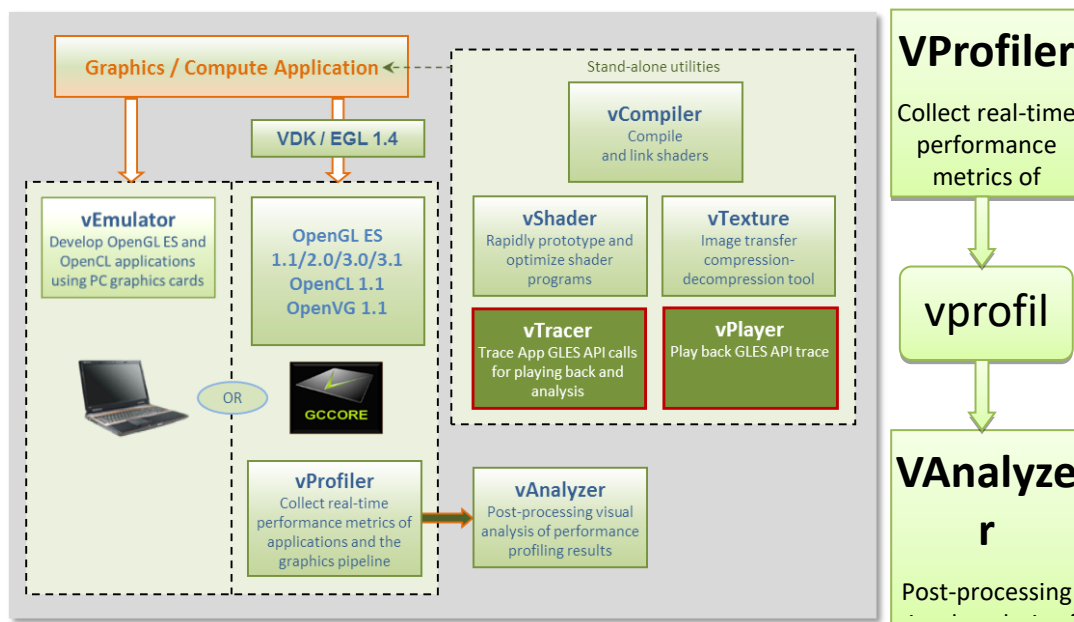 Graphics / Compute Application
VDK / EGL 1.4
vEmulator
Develop OpenGL ES and
OpenCL applications
using PC graphics cards
OpenGL ES
1.1/2.0/3.0/3.1
OpenCL 1.1
OpenVG 1.1
OR
GCCORE
vProfiler
Collect real-time
performance metrics of
applications and the
graphics pipeline
vAnalyzer
Post-processing visual
analysis of performance
profiling results
Stand-alone utilities
vCompiler
Compile
and link shaders
vShader
Rapidly prototype and
optimize shader
programs
vTexture
Image transfer
compression-
decompression tool
vTracer
Trace App GLES API calls
for playing back and
analysis
vPlayer
Play back GLES API trace
VProfiler
Collect real-time
performance
metrics of
vprofil
VAnalyze
r
Post-processing